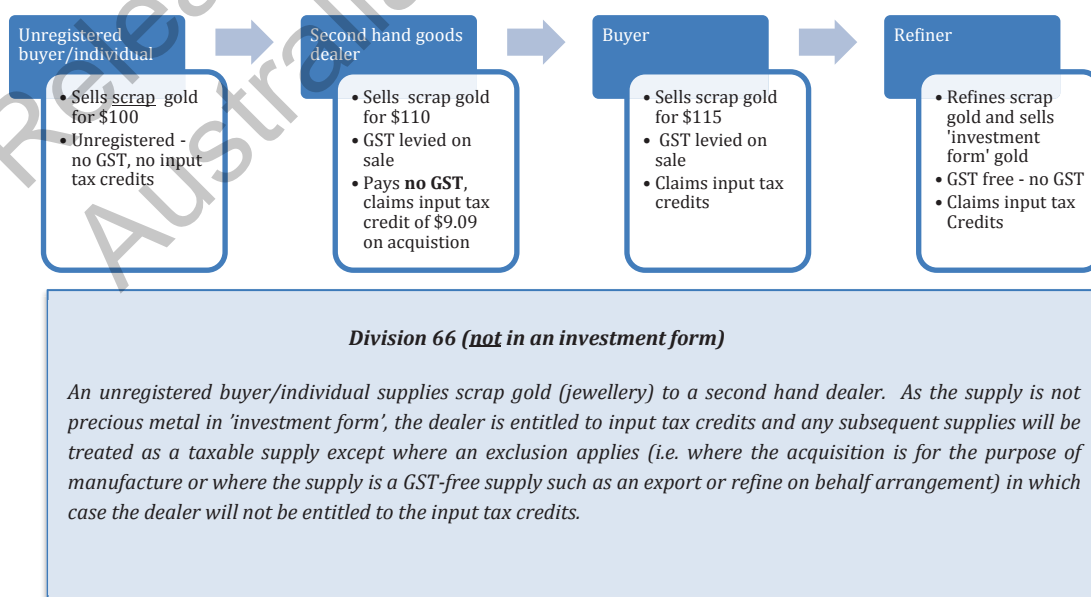 Unregistered
buyer/individual
• Sells scrap gold
for $100
• Unregistered -
no GST, no input
tax credits
Second hand goods
dealer
• Sells scrap gold
for $110
• GST levied on
sale
• Pays no GST,
claims input tax
credit of $9.09
on acquistion
Buyer
• Sells scrap gold
for $115
• GST levied on
sale
• Claims input tax
credits
Refiner
• Refines scrap
gold and sells
'investment
form' gold
• GST free - no GST
• Claims input tax
Credits
Division 66 (not in an investment form)
An unregistered buyer/individual supplies scrap gold (jewellery) to a second hand dealer. As the supply is not
precious metal in 'investment form', the dealer is entitled to input tax credits and any subsequent supplies will be
treated as a taxable supply except where an exclusion applies (i.e. where the acquisition is for the purpose of
manufacture or where the supply is a GST-free supply such as an export or refine on behalf arrangement) in which
case the dealer will not be entitled to the input tax credits.